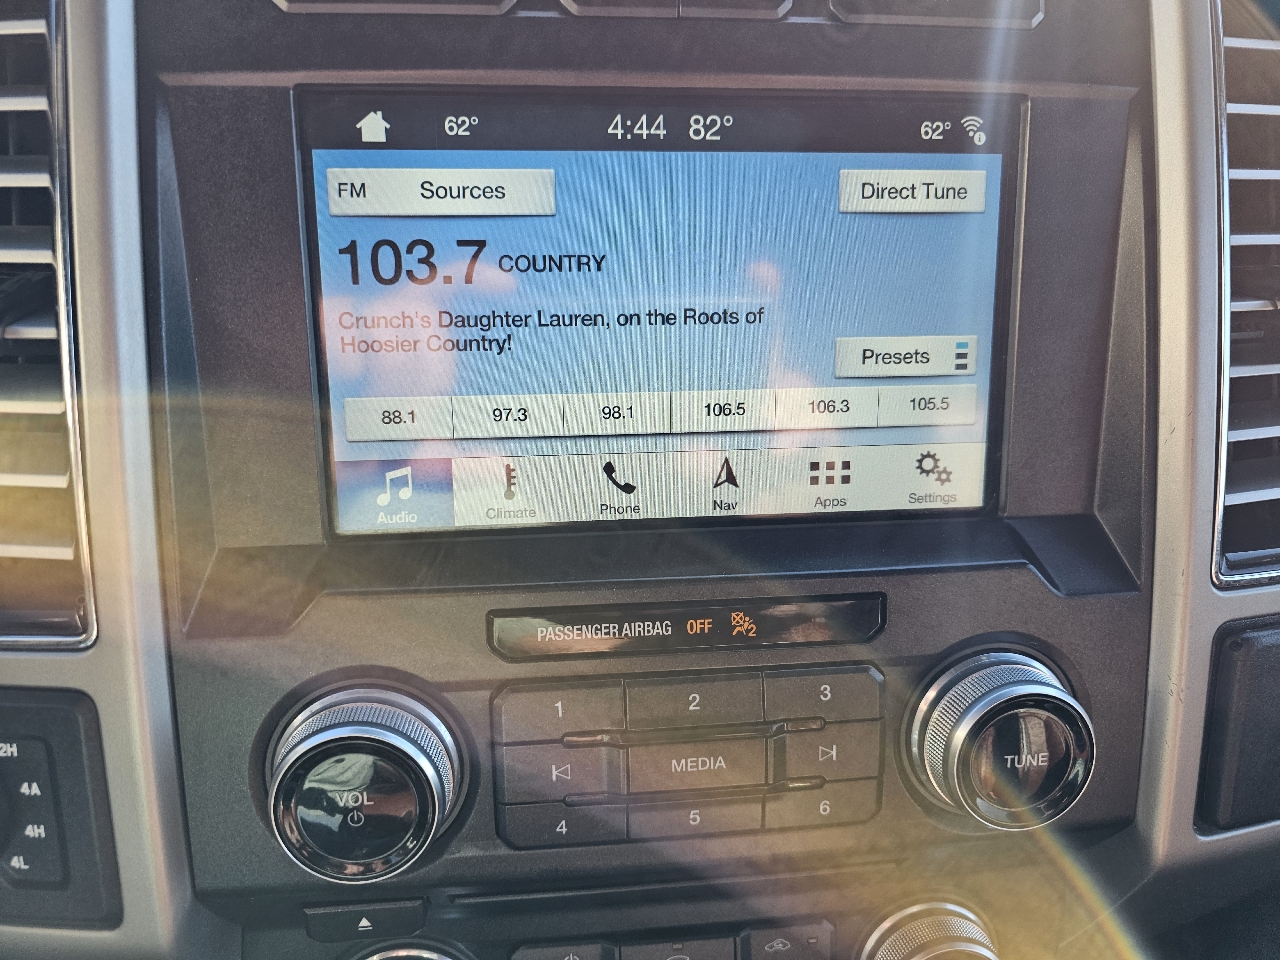 62° 4:44 82° 62°
FM Sources Direct Tune
103.7 COUNTRY
Crunch's Daughter Lauren, on the Roots of
Hoosier Country!
Presets
88.1 97.3 98.1 106.5 106.3 105.5
Audio Climate Phone Nav Apps Settings
PASSENGER AIRBAG OFF 2
1 2 3
MEDIA
4 5 6
VOL
TUNE
2H
4A
4H
4L